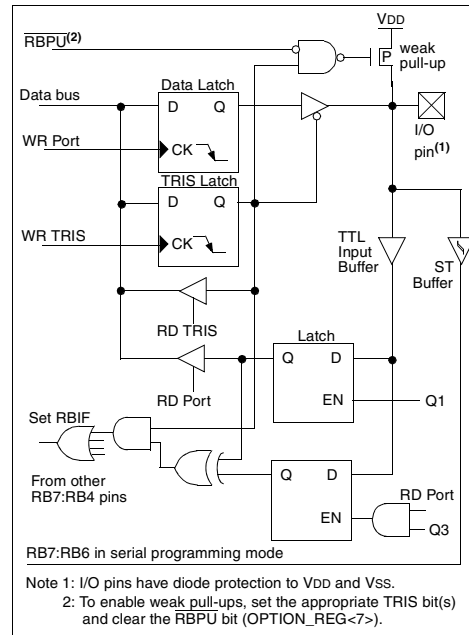 VDD
RBPU(2)
P
weak
pull-up
Data Latch
Data bus
D
Q
I/O
pin(1)
WR Port
CK
TRIS Latch
D
Q
WR TRIS
CK
TTL
Input
Buffer
ST
Buffer
RD TRIS
Latch
Q
D
RD Port
EN
Q1
Set RBIF
From other
RB7:RB4 pins
Q
D
RD Port
EN
Q3
RB7:RB6 in serial programming mode
Note 1: I/O pins have diode protection to VDD and VSS.
2: To enable weak pull-ups, set the appropriate TRIS bit(s)
and clear the RBPU bit (OPTION_REG<7>).